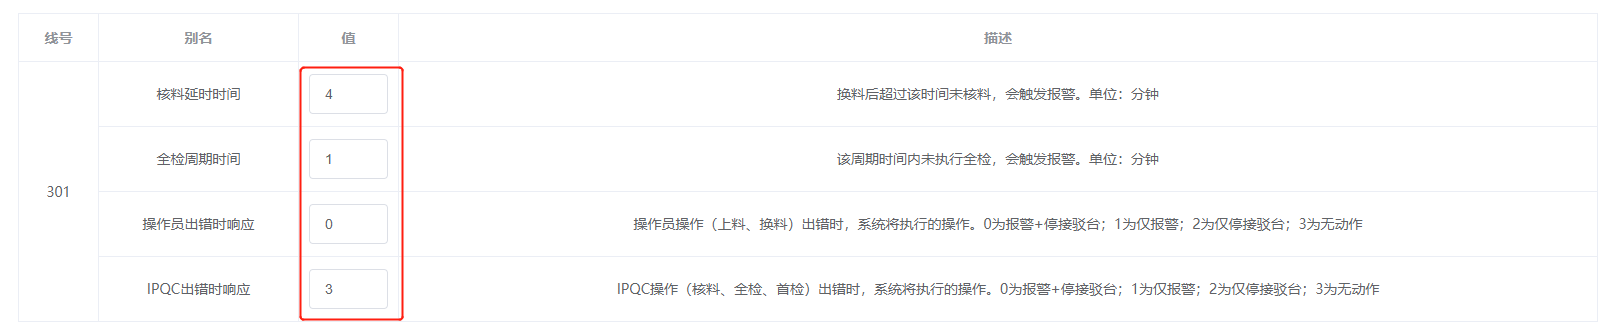 线号 别名 值 描述
核料延时时间 4 换料后超过该时间未核料，会触发报警。单位：分钟
全检周期时间 1 该周期时间内未执行全检，会触发报警。单位：分钟
301
操作员出错时响应 0 操作员操作（上料、换料）出错时，系统将执行的操作。0为报警+停接驳台；1为仅报警；2为仅停接驳台；3为无动作
IPQC出错时响应 3 IPQC操作（核料、全检、首检）出错时，系统将执行的操作。0为报警+停接驳台；1为仅报警；2为仅停接驳台；3为无动作